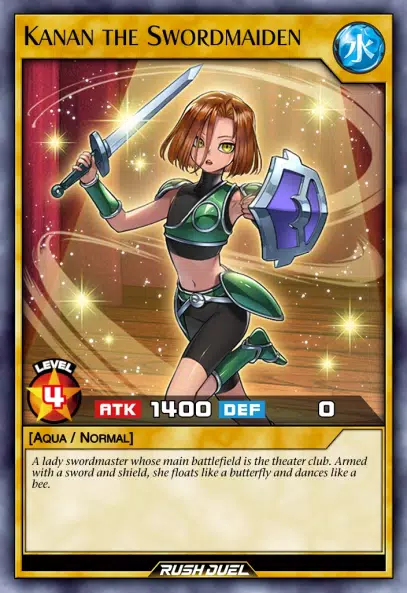 Kanan the Swordmaiden
水
LEVEL
4
ATK 1400 DEF 0
[Aqua / Normal]
A lady swordmaster whose main battlefield is the theater club. Armed
with a sword and shield, she floats like a butterfly and dances like a
bee.
RUSH DUEL